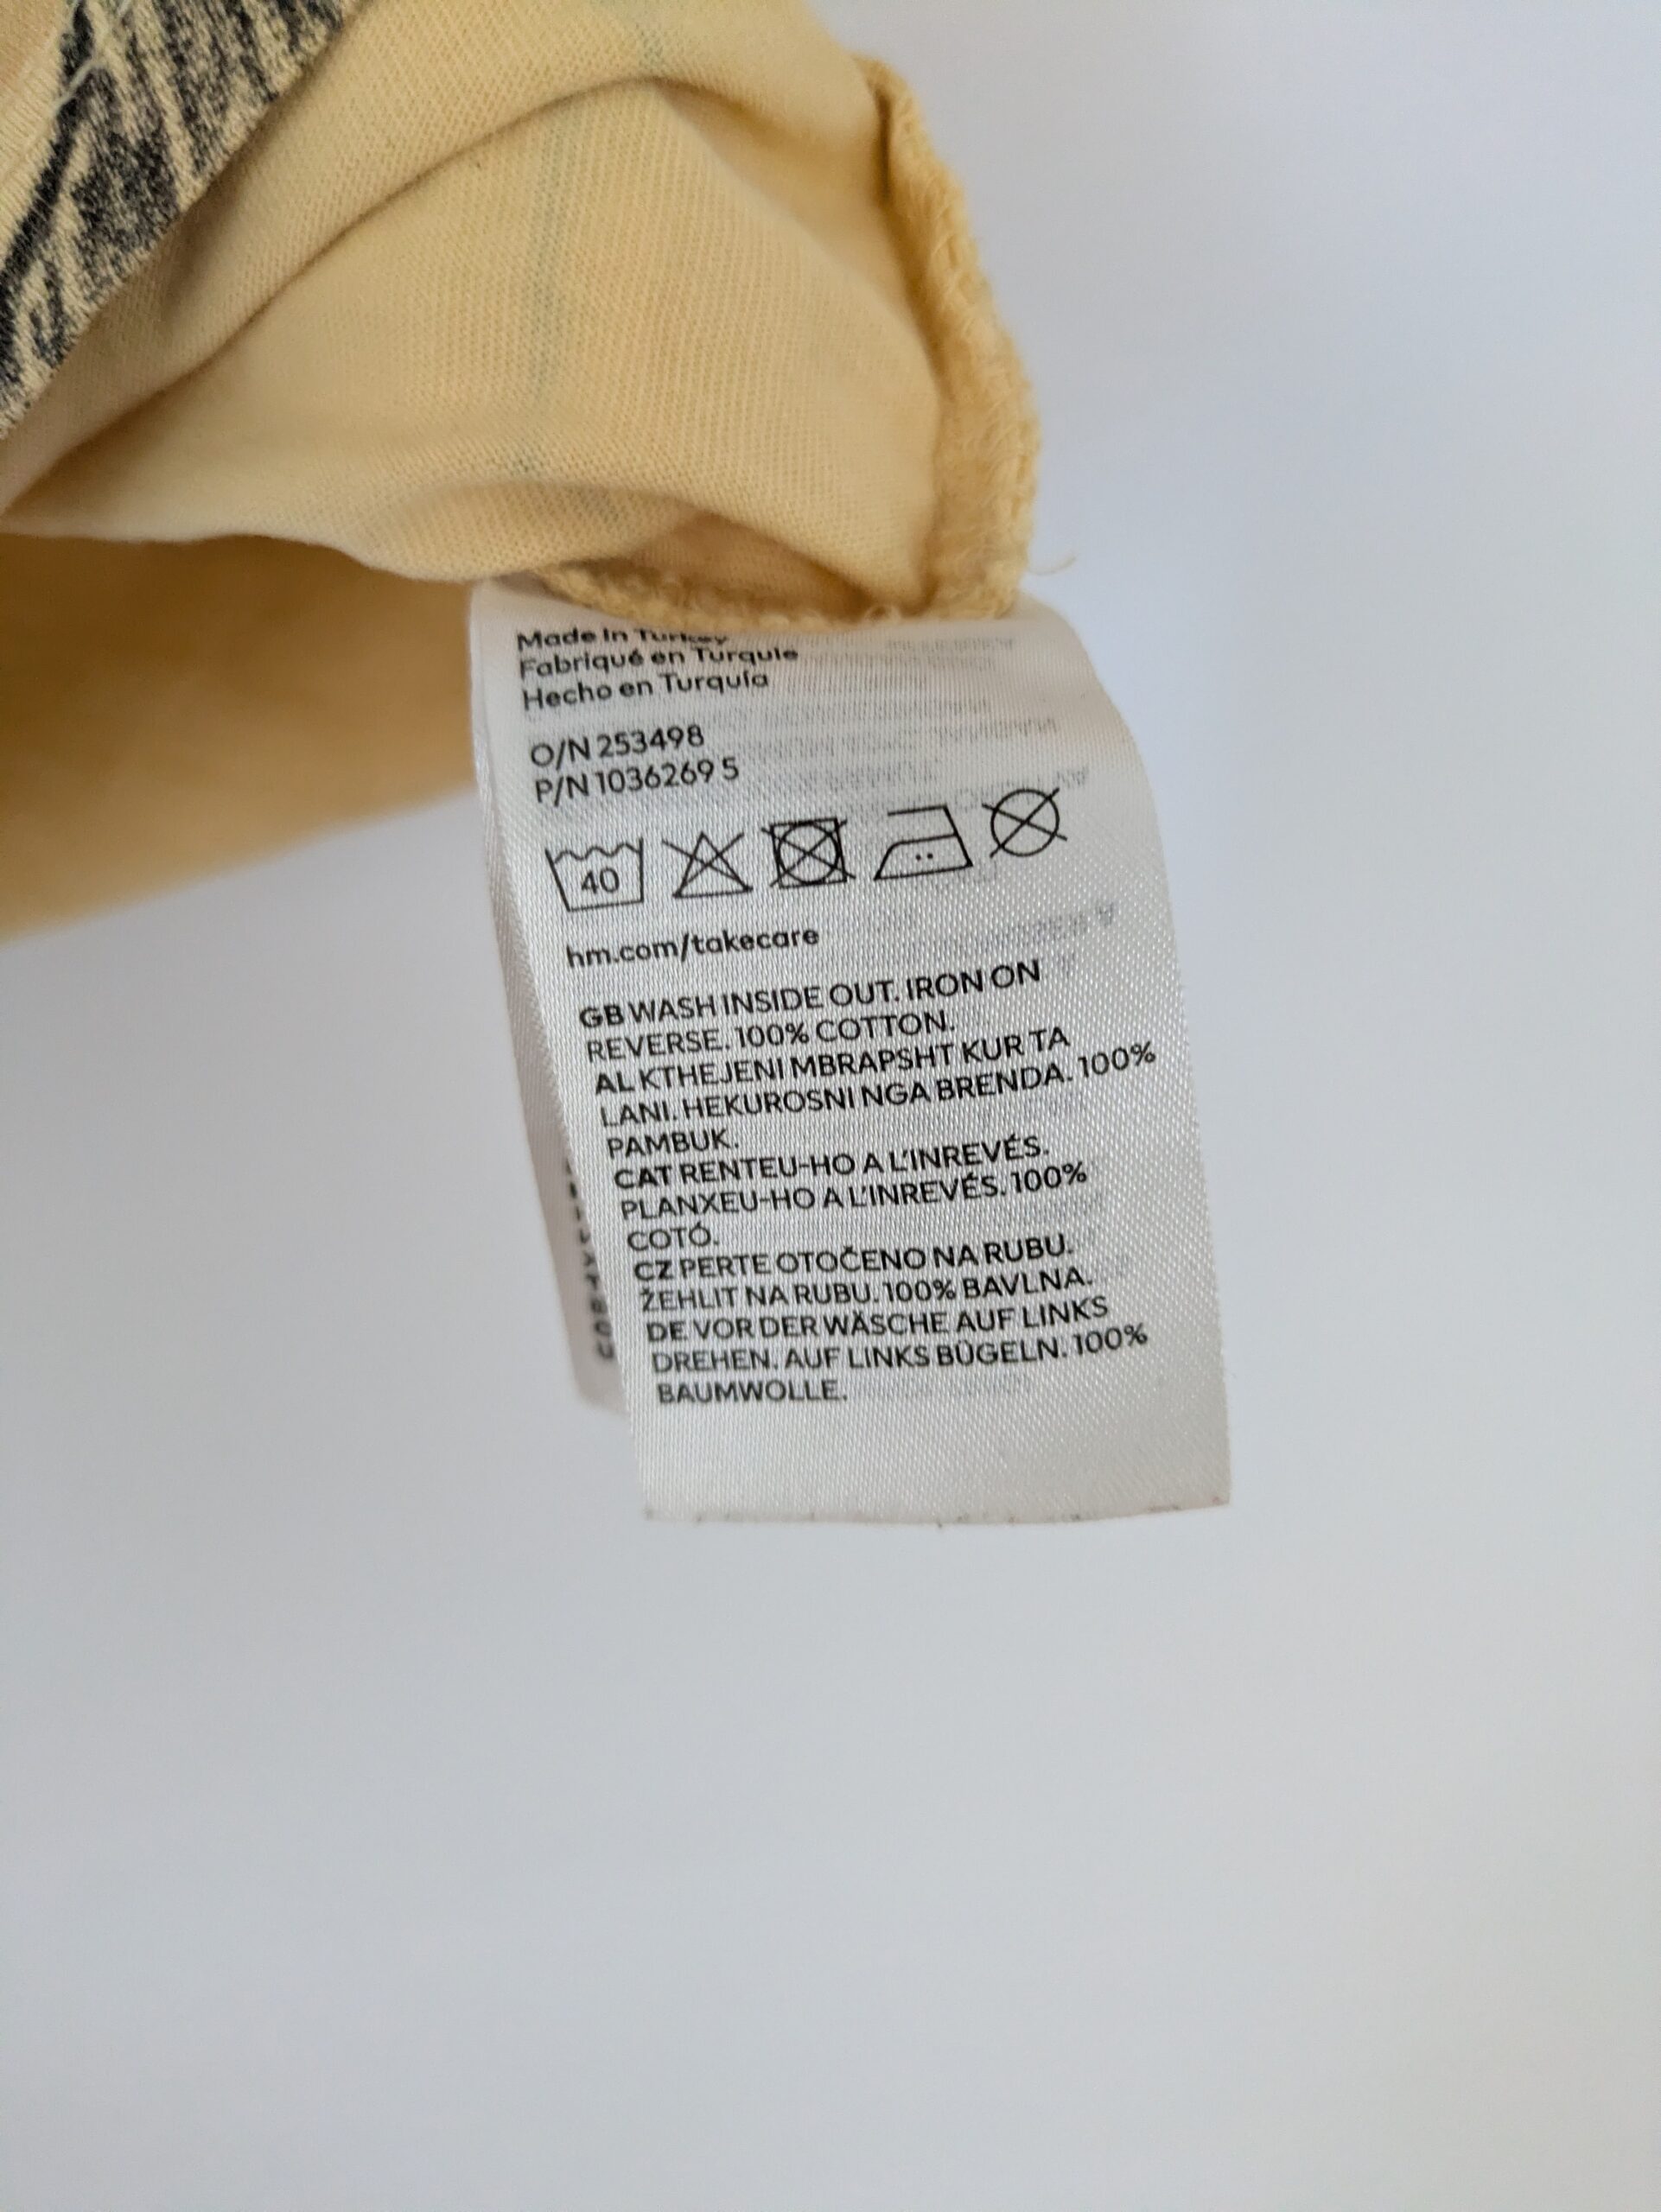 Made in Turkey
Fabriqué en Turquie
Hecho en Turquía
O/N 253498
P/N 1036269 5
40
hm.com/takecare
GB WASH INSIDE OUT. IRON ON
REVERSE. 100% COTTON.
AL KTHEJENI MBRAPSHT KUR TA
LANI. HEKUROSNI NGA BRENDA. 100%
PAMBUK.
CAT RENTEU-HO A L'INREVÉS.
PLANXEU-HO A L'INREVÉS. 100%
COTÓ.
CZ PERTE OTOČENO NA RUBU.
ŽEHLIT NA RUBU. 100% BAVLNA.
DE VOR DER WÄSCHE AUF LINKS
DREHEN. AUF LINKS BÜGELN. 100%
BAUMWOLLE.